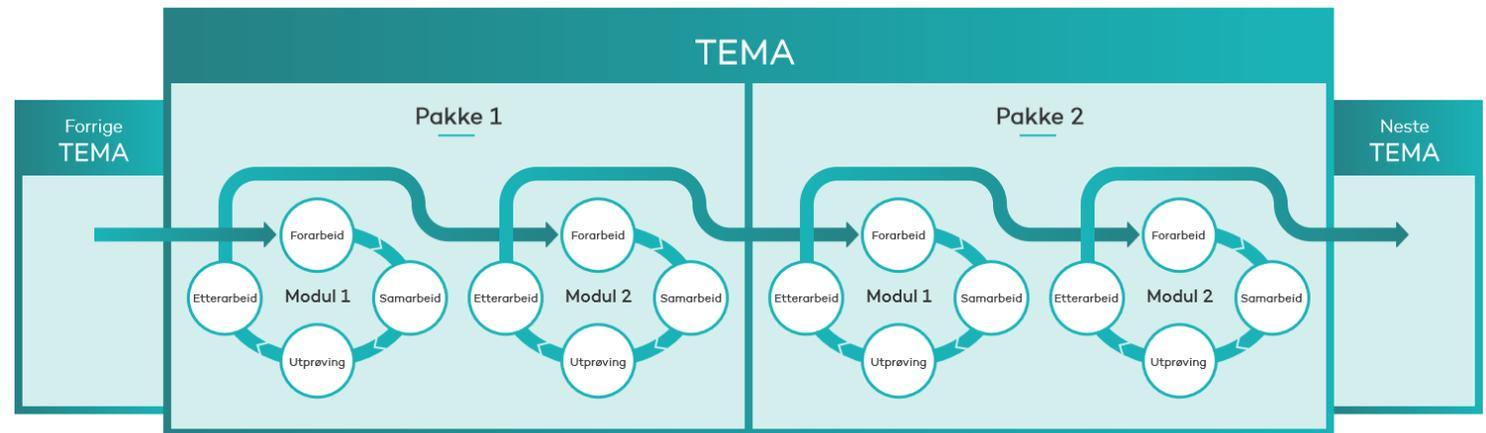 TEMA
Forrige
TEMA
Pakke 1
Forarbeid
Etterarbeid
Modul 1
Samarbeid
Utprøving
Forarbeid
Etterarbeid
Modul 2
Samarbeid
Utprøving
Pakke 2
Forarbeid
Etterarbeid
Modul 1
Samarbeid
Utprøving
Forarbeid
Etterarbeid
Modul 2
Samarbeid
Utprøving
Neste
TEMA